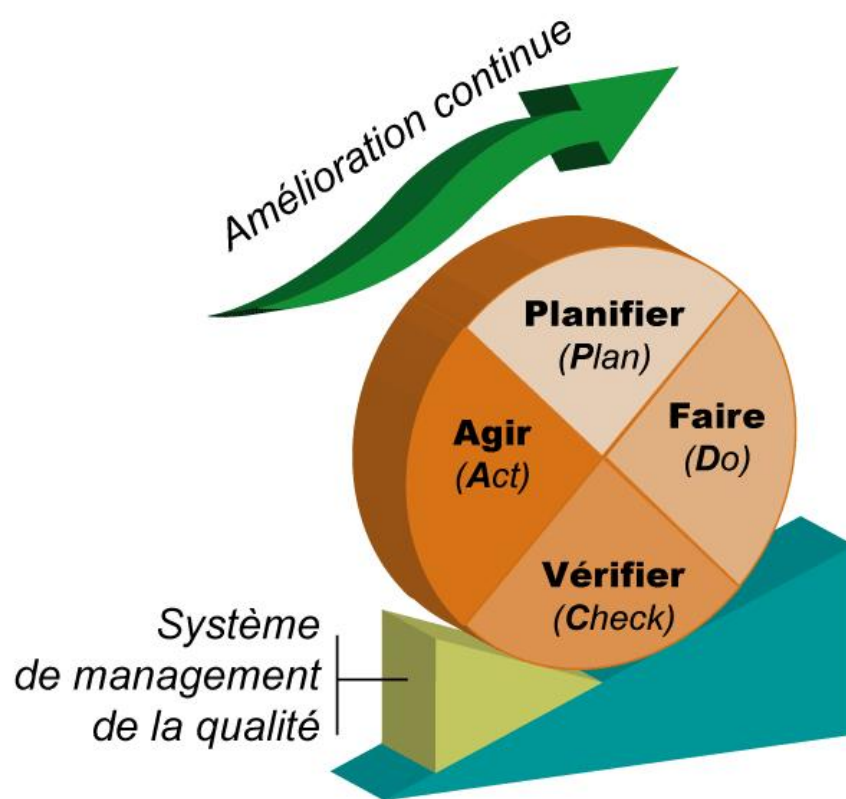 Amélioration continue
Planifier
(Plan)
Faire
(Do)
Agir
(Act)
Vérifier
(Check)
Système
de management
de la qualité